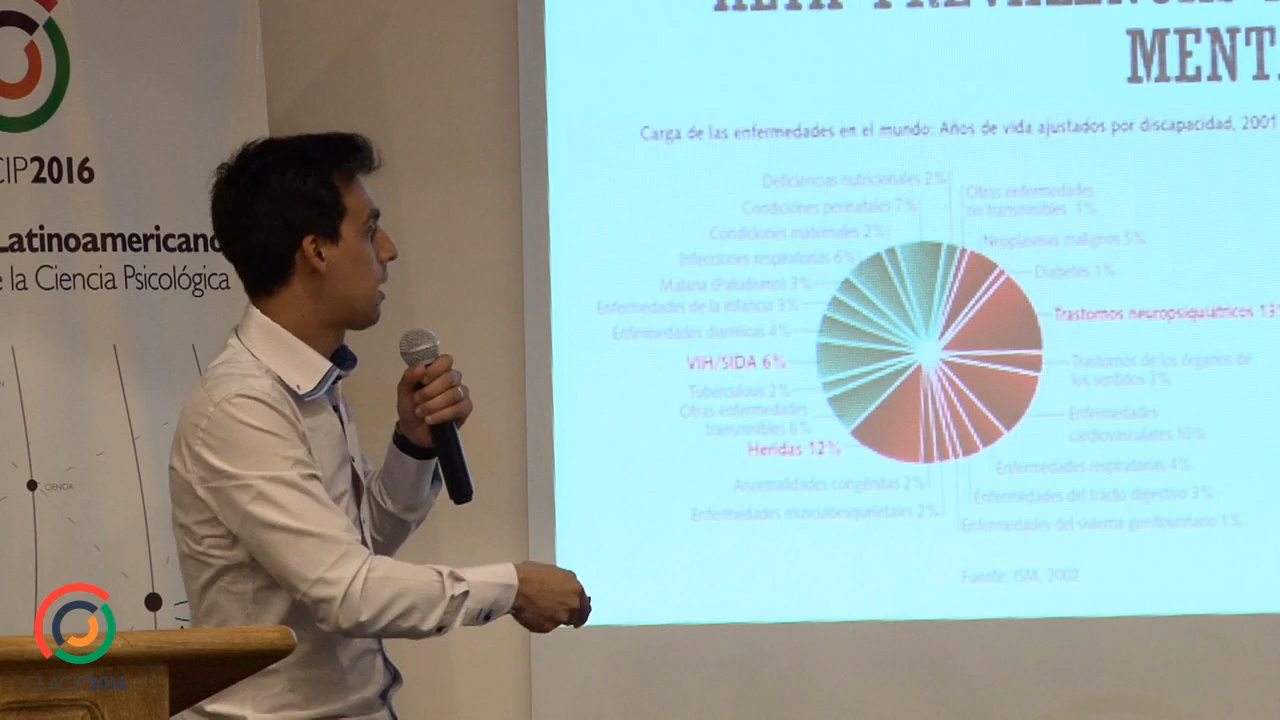 CIP2016
Latinoamericano
e la Ciencia Psicológica
CIENCIA
CLACIP2016
MENT
Carga de las enfermedades en el mundo: Años de vida ajustados por discapacidad, 2001
Deficiencias nutricionales 2%
Condiciones perinatales 7%
Condiciones maternales 2%
Infecciones respiratorias 6%
Malaria (Paludismo) 3%
Enfermedades de la infancia 3%
Enfermedades diarréicas 4%
VIH/SIDA 6%
Tuberculosis 2%
Otras enfermedades
transmisibles 6%
Heridas 12%
Anormalidades congénitas 2%
Enfermedades musculoesqueletales 2%
Otras enfermedades
no transmisibles 1%
Neoplasmas malignos 5%
Diabetes 1%
Trastornos neuropsiquiátricos 13
Trastornos de los órganos de
los sentidos 3%
Enfermedades
cardiovasculares 10%
Enfermedades respiratorias 4%
Enfermedades del tracto digestivo 3%
Enfermedades del sistema genitourinario 1%
Fuente: ISM, 2002